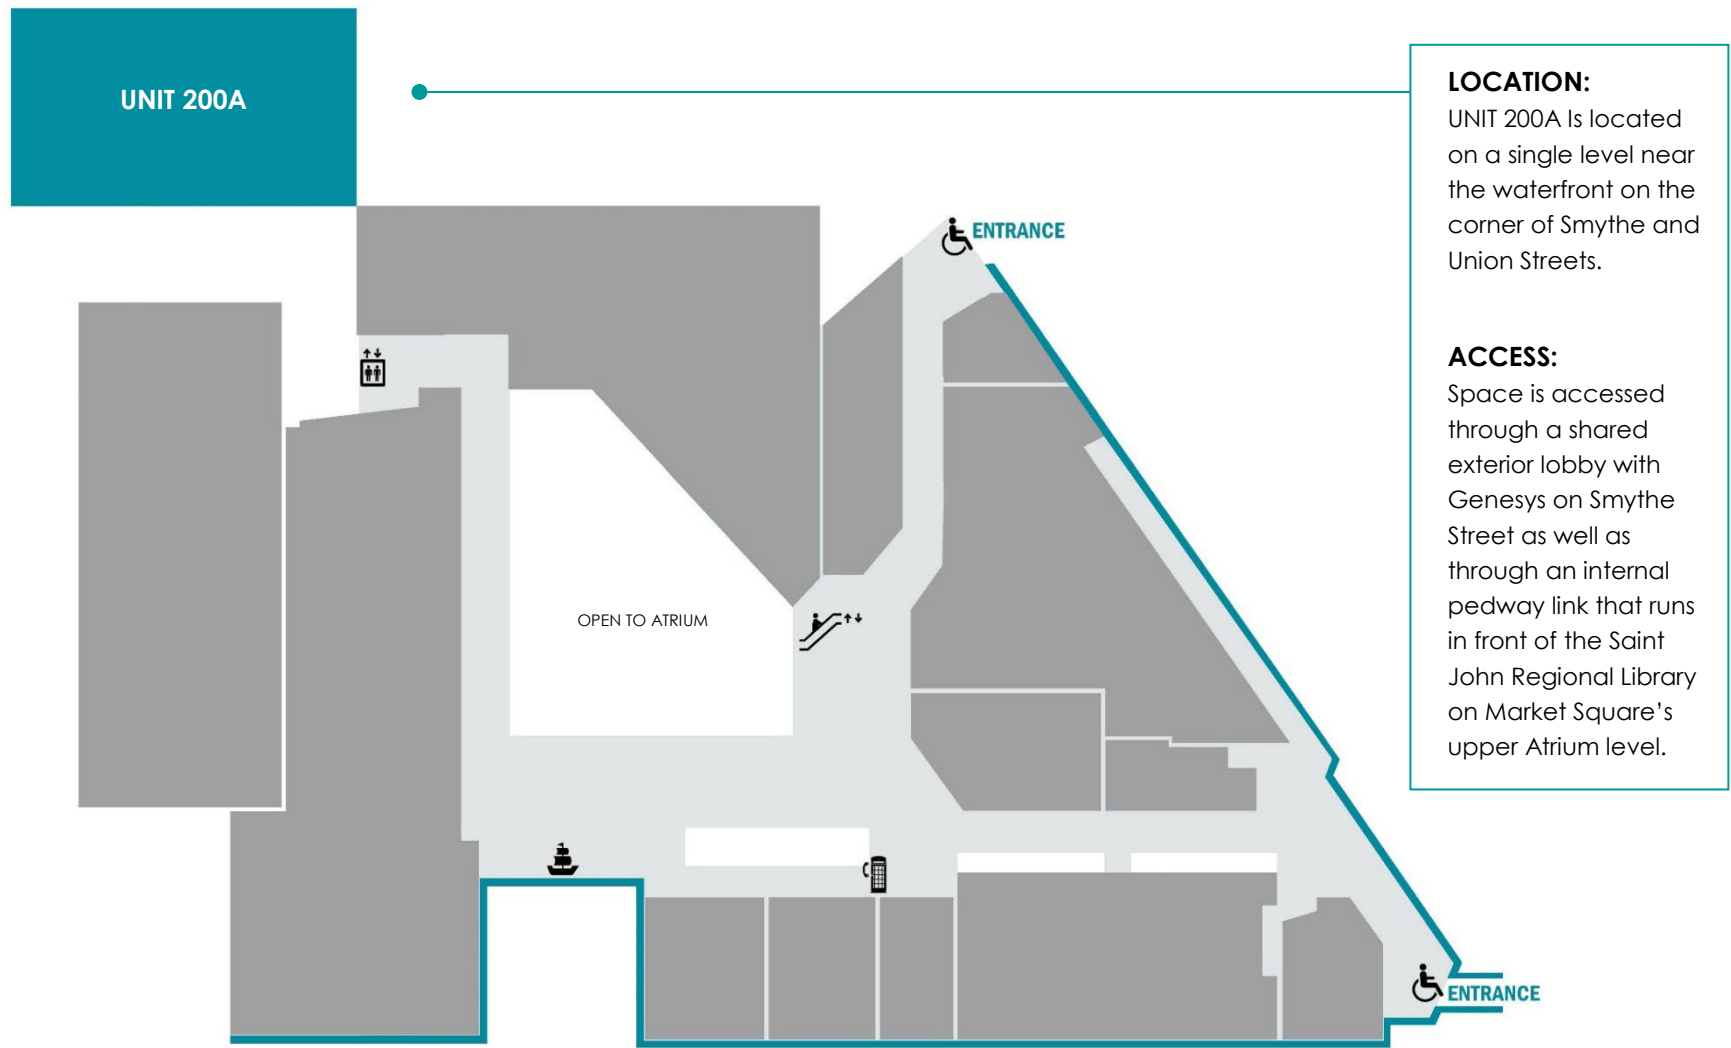 UNIT 200A
LOCATION:
UNIT 200A Is located
on a single level near
the waterfront on the
corner of Smythe and
Union Streets.
ACCESS:
Space is accessed
through a shared
exterior lobby with
Genesys on Smythe
Street as well as
through an internal
pedway link that runs
in front of the Saint
John Regional Library
on Market Square’s
upper Atrium level.
ENTRANCE
OPEN TO ATRIUM
ENTRANCE